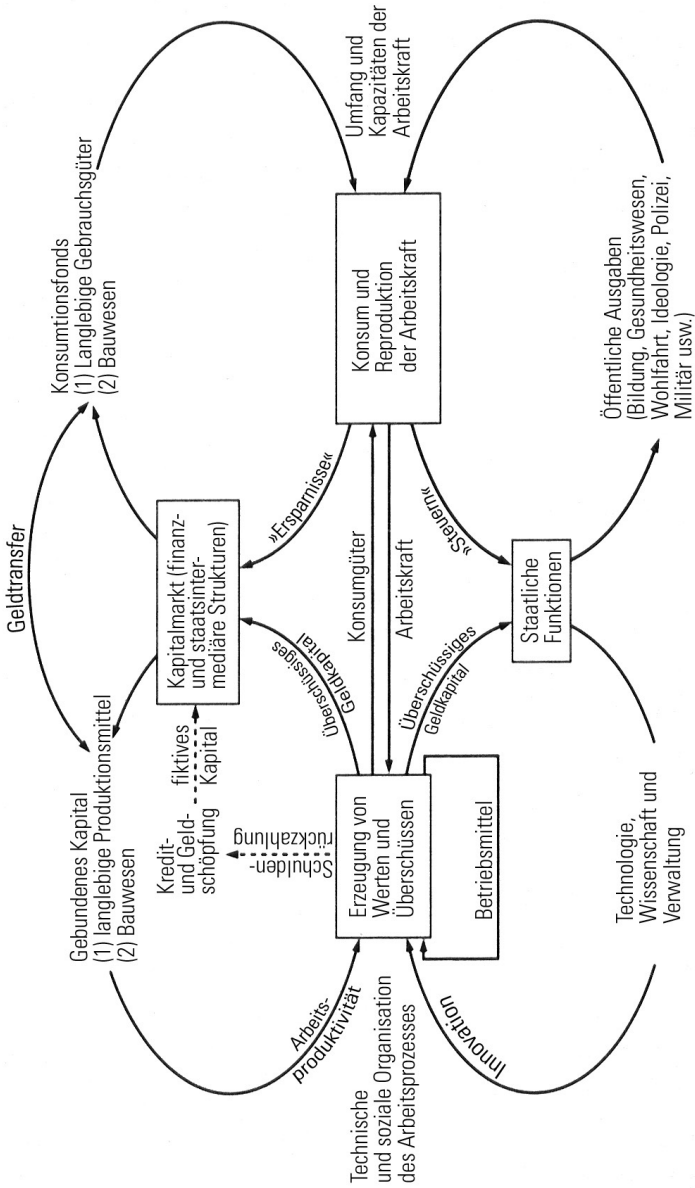 Geldtransfer
Gebundenes Kapital
(1) langlebige Produktionsmittel
(2) Bauwesen
Konsumtionsfonds
(1) Langlebige Gebrauchsgüter
(2) Bauwesen
Kredit-
und Geld-
schöpfung
fiktives
Kapital
Kapitalmarkt (finanz-
und staatsinter-
mediäre Strukturen)
Schulden-
rückzahlung
Überschüssiges
Geldkapital
»Ersparnisse«
Arbeits-
produktivität
Technische
und soziale Organisation
des Arbeitsprozesses
Erzeugung von
Werten und
Überschüssen
Konsumgüter
Arbeitskraft
Konsum und
Reproduktion
der Arbeitskraft
Umfang und
Kapazitäten der
Arbeitskraft
Betriebsmittel
Innovation
Überschüssiges
Geldkapital
»Steuern«
Staatliche
Funktionen
Technologie,
Wissenschaft und
Verwaltung
Öffentliche Ausgaben
(Bildung, Gesundheitswesen,
Wohlfahrt, Ideologie, Polizei,
Militär usw.)